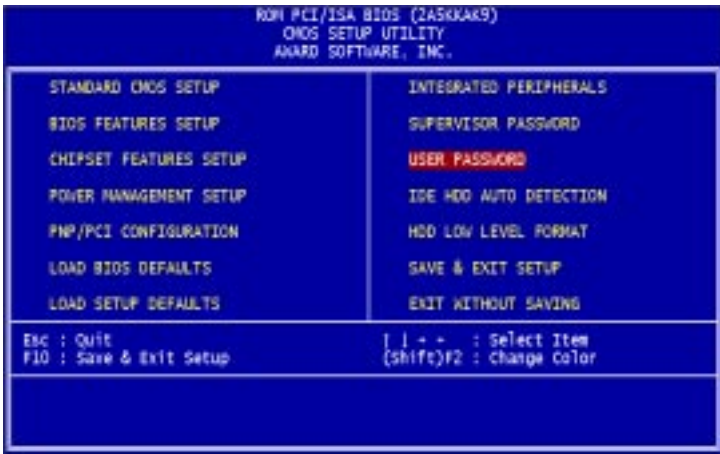 ROM PCI/ISA BIOS (2A5KKAK9)
CMOS SETUP UTILITY
AWARD SOFTWARE, INC.
STANDARD CMOS SETUP
BIOS FEATURES SETUP
CHIPSET FEATURES SETUP
POWER MANAGEMENT SETUP
PNP/PCI CONFIGURATION
LOAD BIOS DEFAULTS
LOAD SETUP DEFAULTS
INTEGRATED PERIPHERALS
SUPERVISOR PASSWORD
USER PASSWORD
IDE HDD AUTO DETECTION
HDD LOW LEVEL FORMAT
SAVE & EXIT SETUP
EXIT WITHOUT SAVING
Esc : Quit
F10 : Save & Exit Setup
: Select Item
(Shift)F2 : Change Color